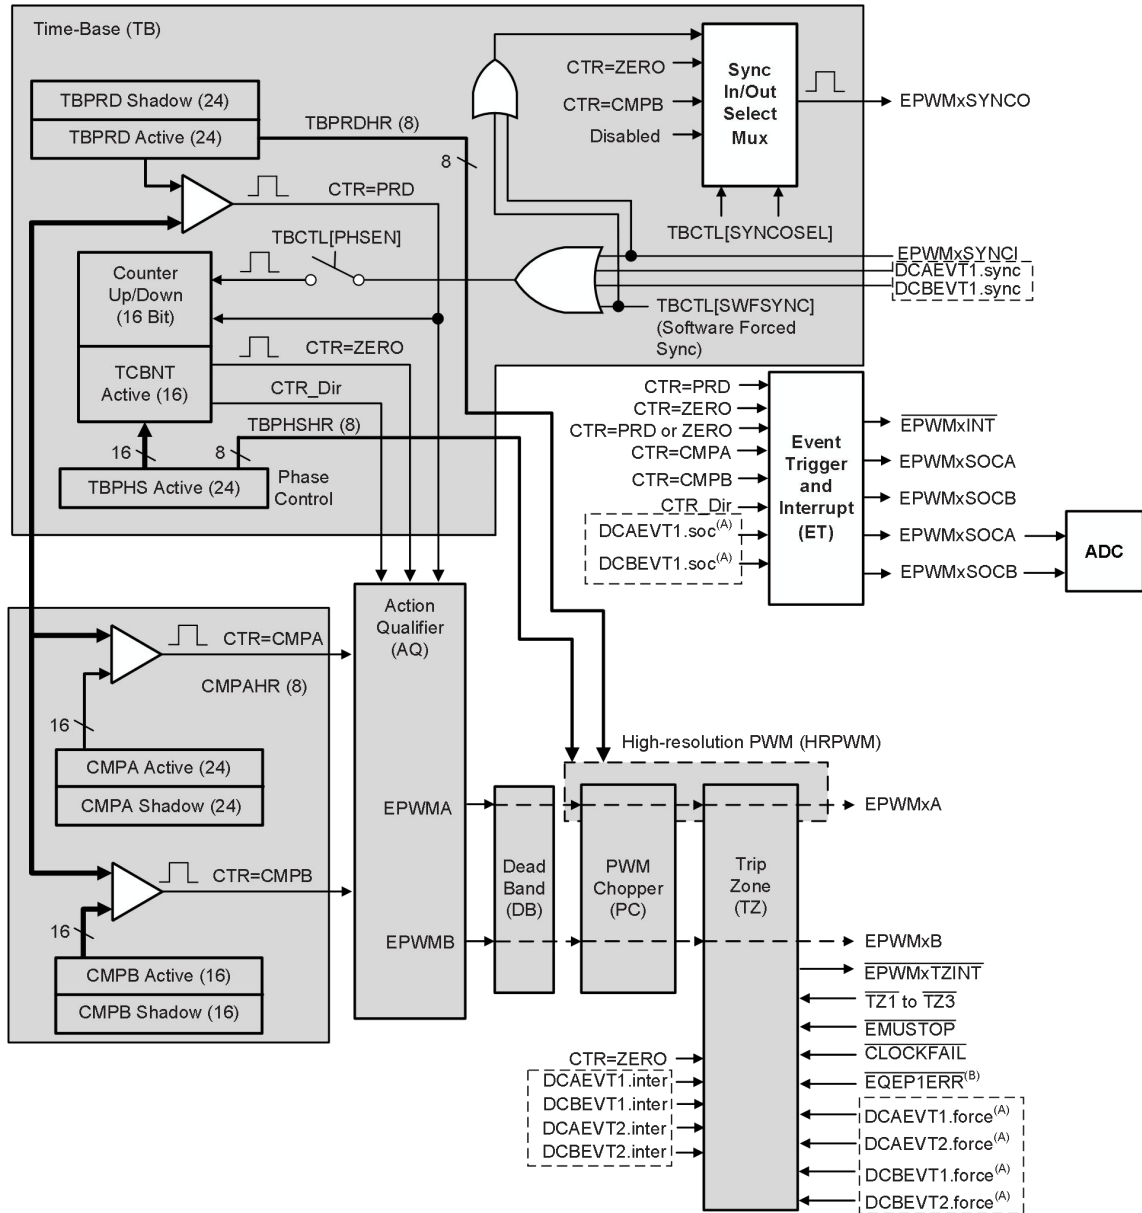 Time-Base (TB)
TBPRD Shadow (24)
TBPRD Active (24)
TBPRDHR (8)
8
CTR=PRD
TBCTL[PHSEN]
Counter
Up/Down
(16 Bit)
TCBNT
Active (16)
CTR=ZERO
CTR_Dir
TBPHSHR (8)
16
8
TBPHS Active (24)
Phase
Control
CTR=ZERO
CTR=CMPB
Disabled
Sync
In/Out
Select
Mux
EPWMxSYNCO
TBCTL[SYNCOSEL]
EPWMxSYNCI
DCAEVT1.sync
DCBEVT1.sync
TBCTL[SWFSYNC]
(Software Forced
Sync)
CTR=PRD
CTR=ZERO
CTR=PRD or ZERO
CTR=CMPA
CTR=CMPB
CTR_Dir
DCAEVT1.soc(A)
DCBEVT1.soc(A)
Event
Trigger
and
Interrupt
(ET)
EPWMxINT
EPWMxSOCA
EPWMxSOCB
EPWMxSOCA
EPWMxSOCB
ADC
Action
Qualifier
(AQ)
CTR=CMPA
CMPAHR (8)
16
CMPA Active (24)
CMPA Shadow (24)
CTR=CMPB
16
CMPB Active (16)
CMPB Shadow (16)
EPWMA
EPWMB
High-resolution PWM (HRPWM)
Dead
Band
(DB)
PWM
Chopper
(PC)
Trip
Zone
(TZ)
EPWMxA
EPWMxB
EPWMxTZINT
TZ1 to TZ3
EMUSTOP
CLOCKFAIL
EQEP1ERR(B)
DCAEVT1.force(A)
DCAEVT2.force(A)
DCBEVT1.force(A)
DCBEVT2.force(A)
CTR=ZERO
DCAEVT1.inter
DCBEVT1.inter
DCAEVT2.inter
DCBEVT2.inter